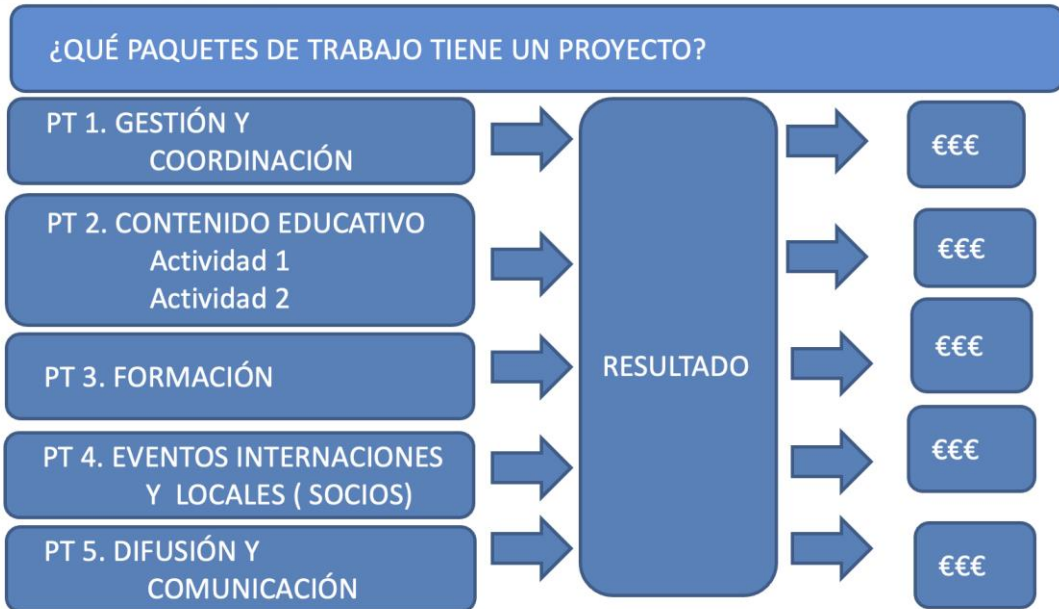 ¿QUÉ PAQUETES DE TRABAJO TIENE UN PROYECTO?
PT 1. GESTIÓN Y
COORDINACIÓN
€€€
PT 2. CONTENIDO EDUCATIVO
Actividad 1
Actividad 2
€€€
PT 3. FORMACIÓN
RESULTADO
€€€
PT 4. EVENTOS INTERNACIONES
Y LOCALES ( SOCIOS)
€€€
PT 5. DIFUSIÓN Y
COMUNICACIÓN
€€€